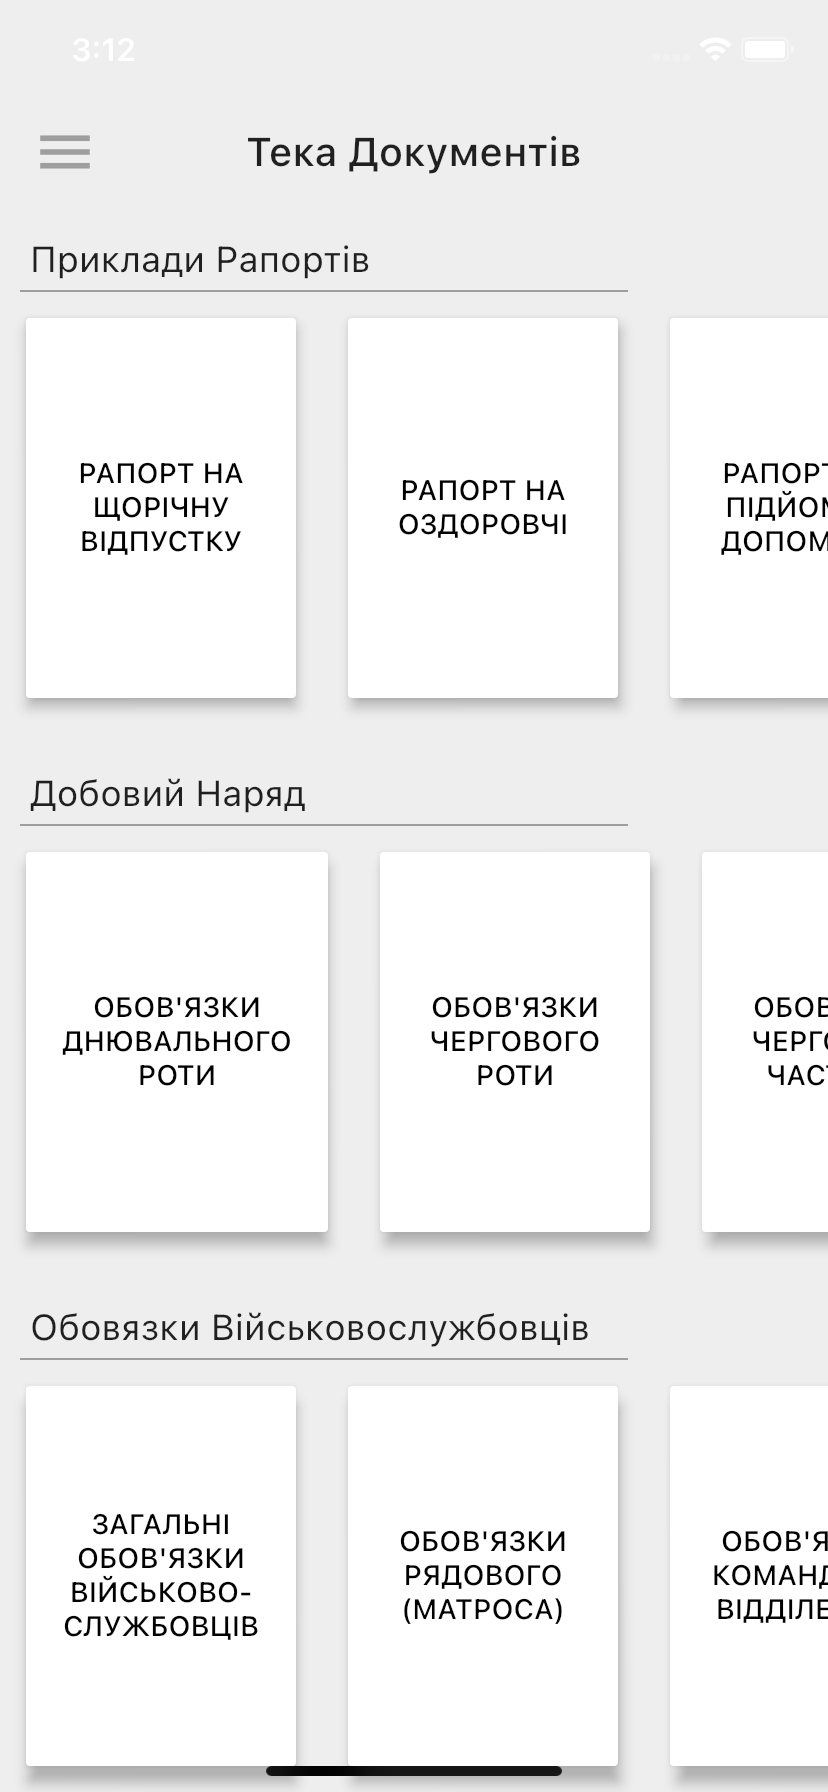 3:12
Тека Документів
Приклади Рапортів
РАПОРТ НА
ЩОРІЧНУ
ВІДПУСТКУ
РАПОРТ НА
ОЗДОРОВЧІ
РАПОРТ
Добовий Наряд
ОБОВ'ЯЗКИ
ДНЮВАЛЬНОГО
РОТИ
ОБОВ'ЯЗКИ
ЧЕРГОВОГО
РОТИ
Обовязки Військовослужбовців
ЗАГАЛЬНІ
ОБОВ'ЯЗКИ
ВІЙСЬКОВО-
СЛУЖБОВЦІВ
ОБОВ'ЯЗКИ
РЯДОВОГО
(МАТРОСА)